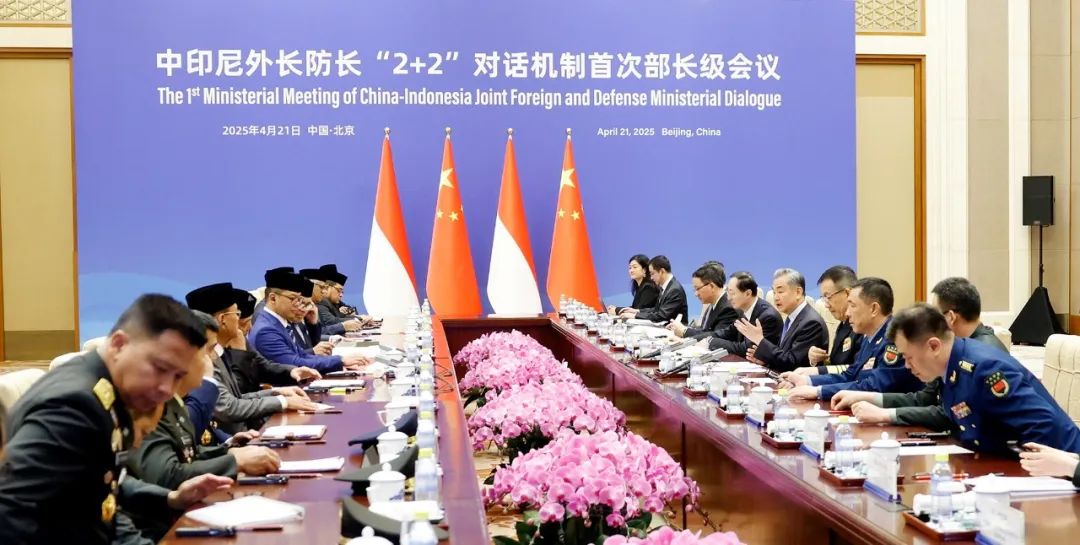 中印尼外长防长“2+2”对话机制首次部长级会议
The 1st Ministerial Meeting of China-Indonesia Joint Foreign and Defense Ministerial Dialogue
2025年4月21日 中国·北京
April 21, 2025 Beijing, China